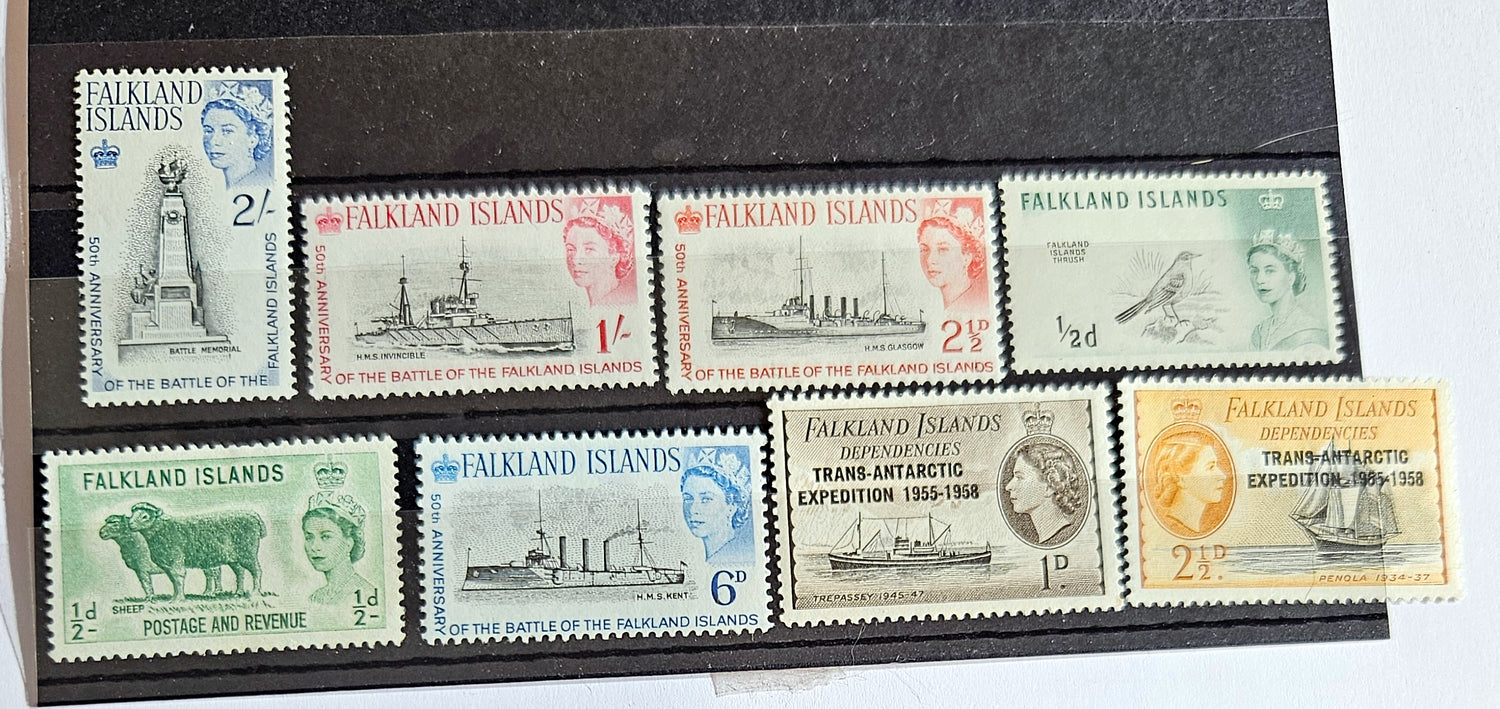 FALKLAND
ISLANDS
2/-
50th ANNIVERSARY
BATTLE MEMORIAL
OF THE BATTLE OF THE
FALKLAND ISLANDS
FALKLAND ISLANDS
50th ANNIVERSARY
H.M.S. INVINCIBLE
1/-
OF THE BATTLE OF THE FALKLAND ISLANDS
FALKLAND ISLANDS
50th ANNIVERSARY
H.M.S. GLASGOW
2½D
OF THE BATTLE OF THE FALKLAND ISLANDS
FALKLAND ISLANDS
FALKLAND
ISLANDS
THRUSH
½d
FALKLAND ISLANDS
SHEEP
½d-
POSTAGE AND REVENUE
½d-
FALKLAND ISLANDS
50th ANNIVERSARY
H.M.S. KENT
6D
OF THE BATTLE OF THE FALKLAND ISLANDS
FALKLAND ISLANDS
DEPENDENCIES
TRANS-ANTARCTIC
EXPEDITION 1955-1958
1D.
TREPASSEY 1945-47
FALKLAND ISLANDS
DEPENDENCIES
TRANS-ANTARCTIC
EXPEDITION 1955-1958
2½D.
PENOLA 1934-37